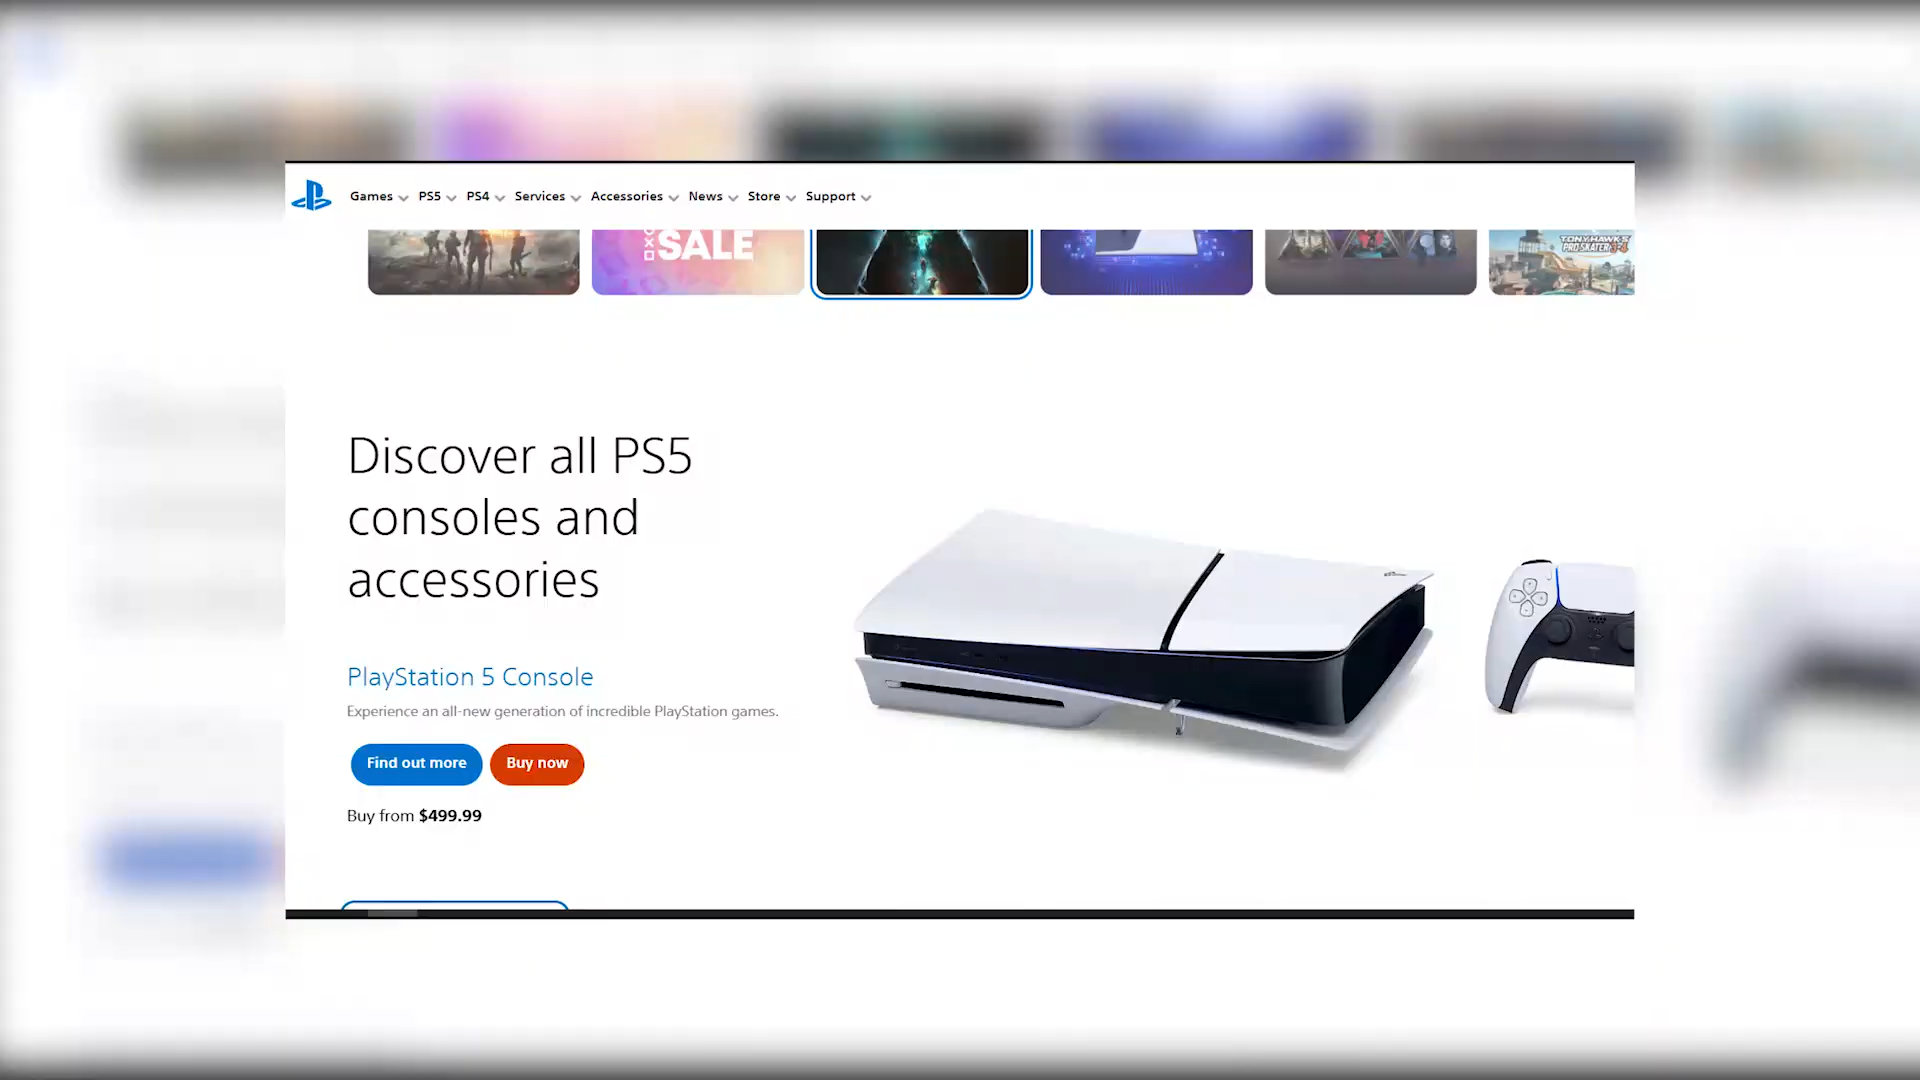 Games PS5 PS4 Services Accessories News Store Support
SALE
TONY HAWK'S
PRO SKATER 3+4
Discover all PS5
consoles and
accessories
PlayStation 5 Console
Experience an all-new generation of incredible PlayStation games.
Find out more Buy now
Buy from $499.99